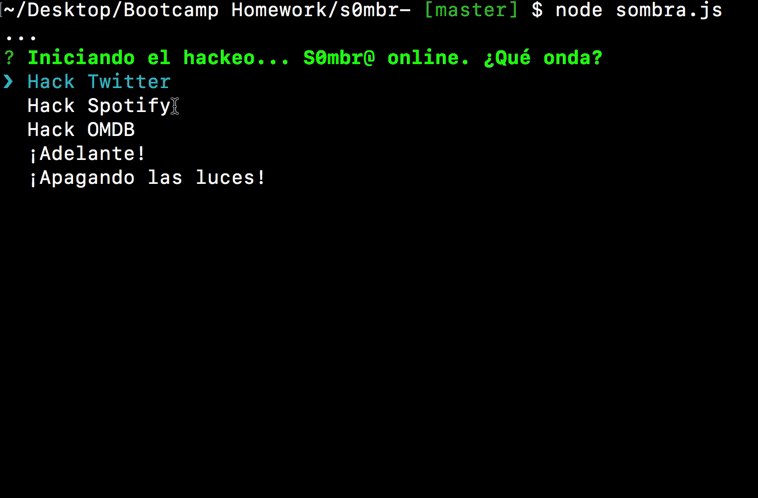 ~/Desktop/Bootcamp Homework/s0mbr- [master] $ node sombra.js
...
? Iniciando el hackeo... S0mbr@ online. ¿Qué onda?
❯ Hack Twitter
Hack Spotify
Hack OMDB
¡Adelante!
¡Apagando las luces!